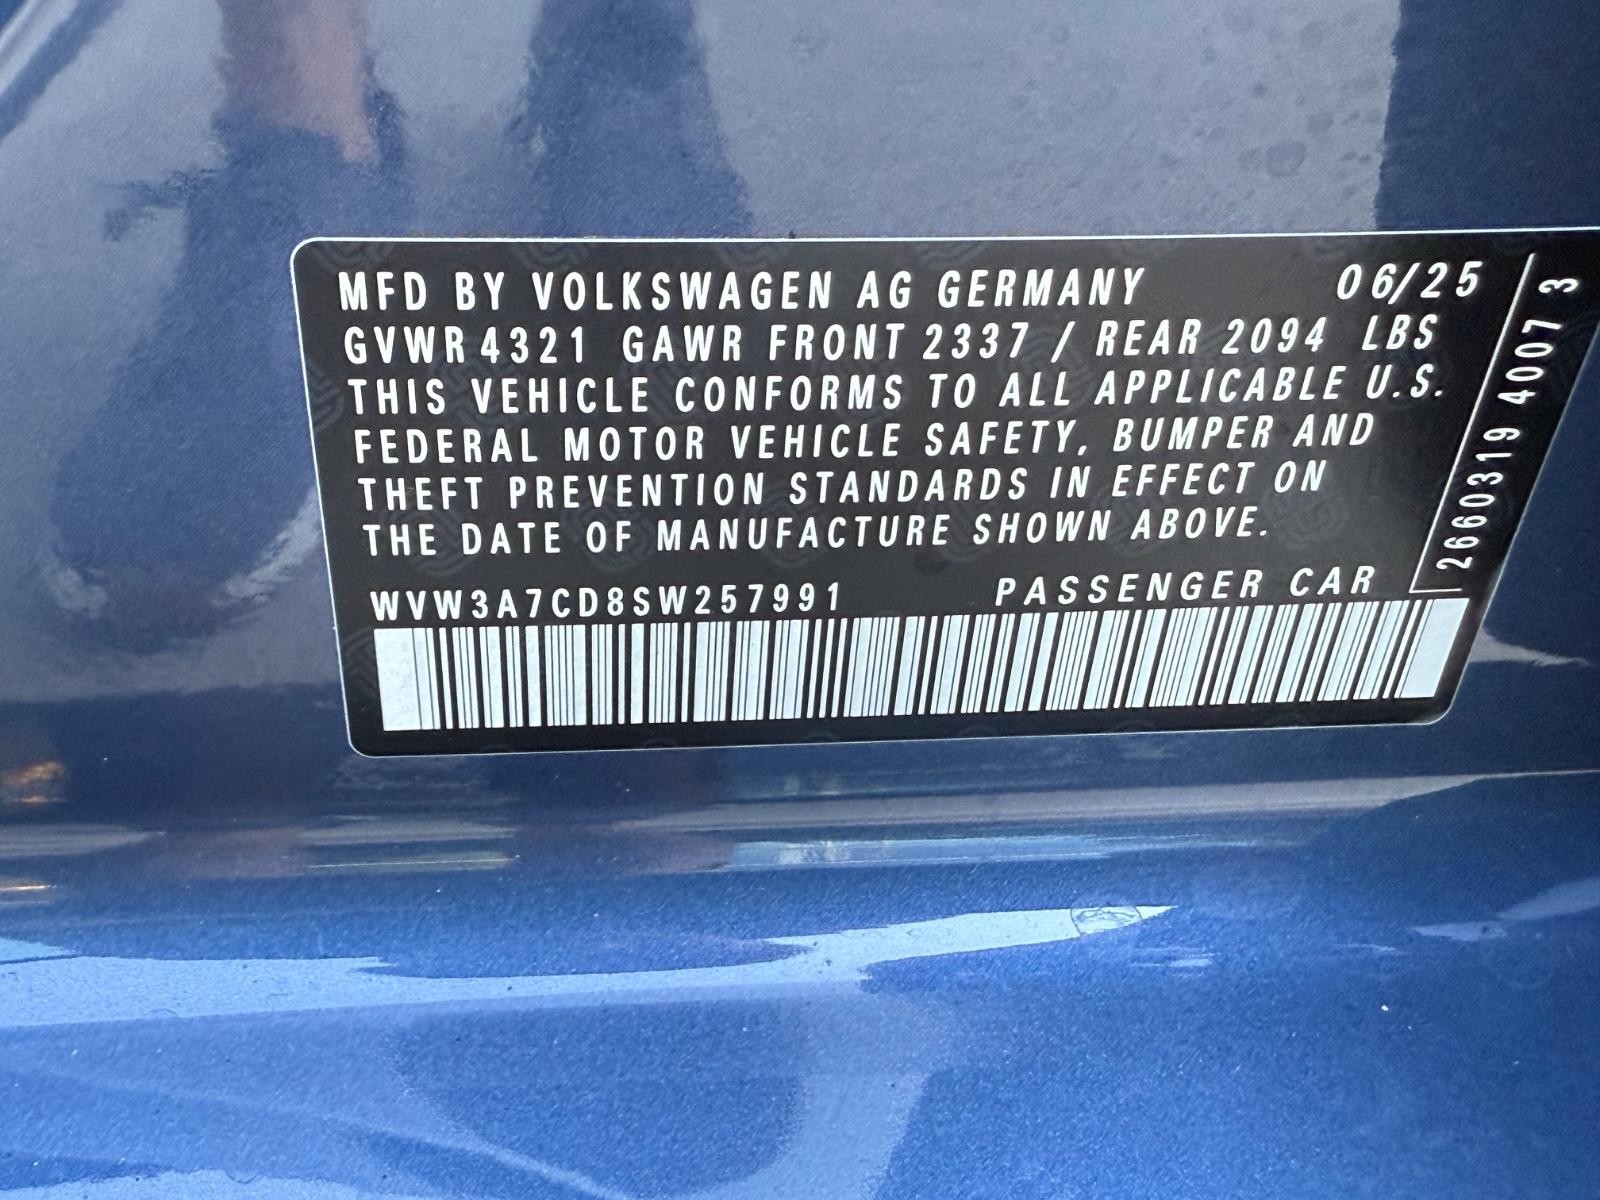 MFD BY VOLKSWAGEN AG GERMANY 06/25
GVWR 4321 GAWR FRONT 2337 / REAR 2094 LBS
THIS VEHICLE CONFORMS TO ALL APPLICABLE U.S.
FEDERAL MOTOR VEHICLE SAFETY, BUMPER AND
THEFT PREVENTION STANDARDS IN EFFECT ON
THE DATE OF MANUFACTURE SHOWN ABOVE.
WVW3A7CD8SW257991 PASSENGER CAR
2660319 4007 3